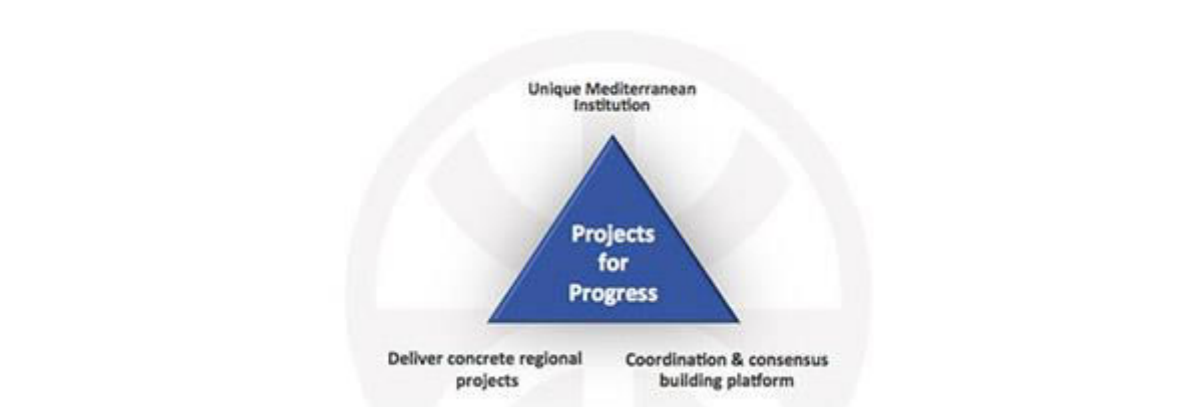 Unique Mediterranean
Institution
Projects
for
Progress
Deliver concrete regional
projects
Coordination & consensus
building platform